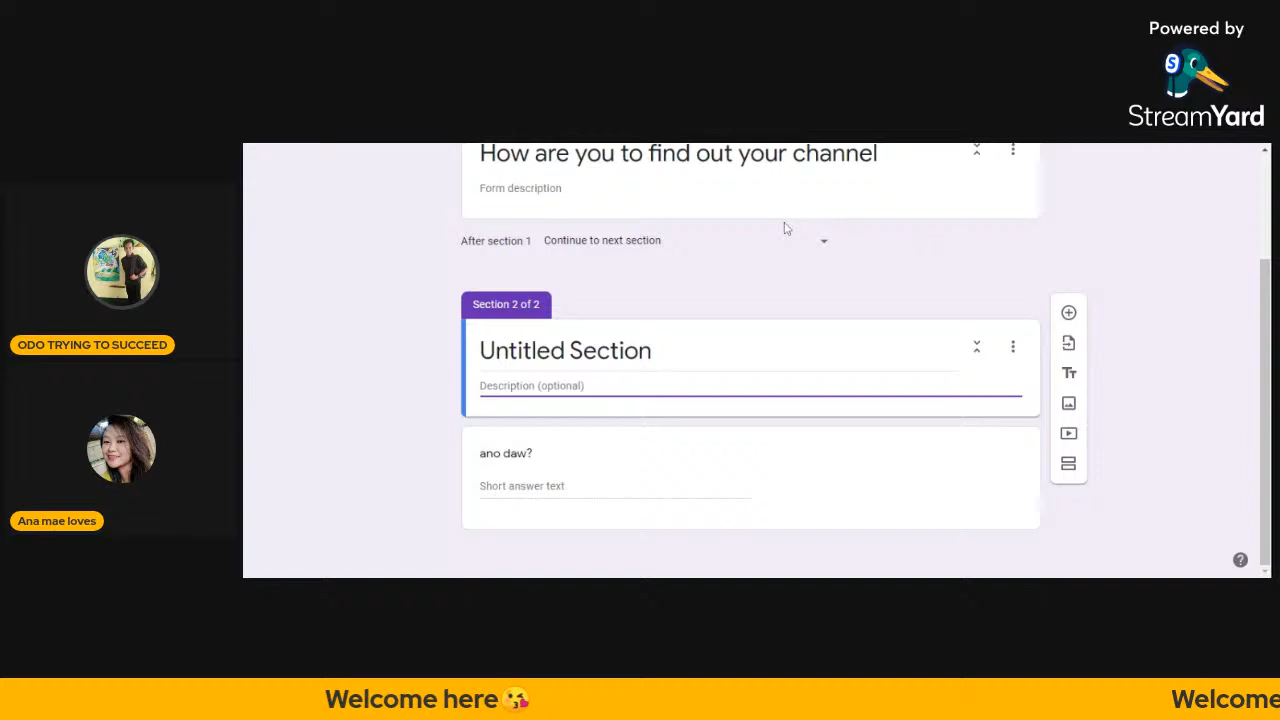 Powered by
StreamYard
How are you to find out your channel
Form description
After section 1 Continue to next section
Section 2 of 2
Untitled Section
Description (optional)
ano daw?
Short answer text
ODO TRYING TO SUCCEED
Ana mae loves
Welcome here😘
Welcome